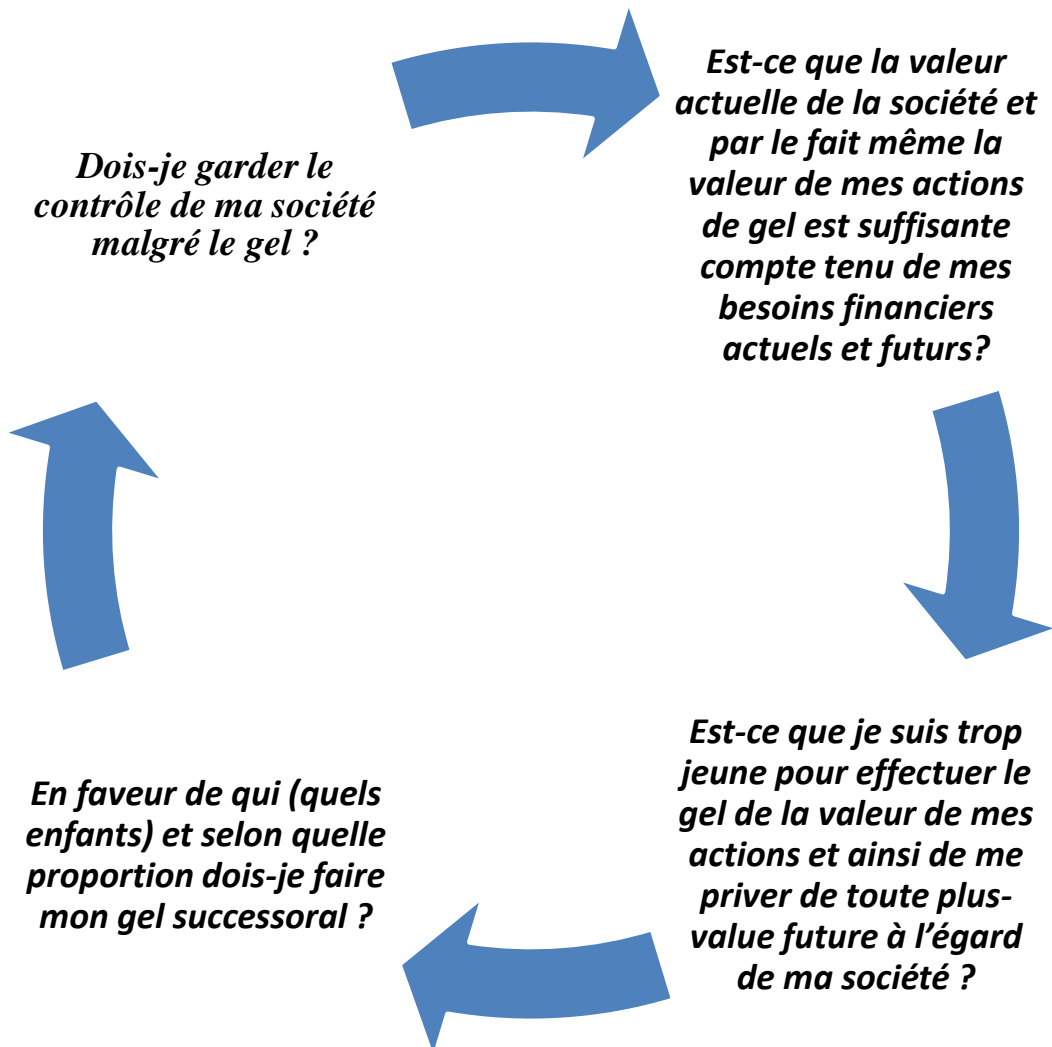 Dois-je garder le
contrôle de ma société
malgré le gel ?
Est-ce que la valeur
actuelle de la société et
par le fait même la
valeur de mes actions
de gel est suffisante
compte tenu de mes
besoins financiers
actuels et futurs?
Est-ce que je suis trop
jeune pour effectuer le
gel de la valeur de mes
actions et ainsi de me
priver de toute plus-
value future à l’égard
de ma société ?
En faveur de qui (quels
enfants) et selon quelle
proportion dois-je faire
mon gel successoral ?